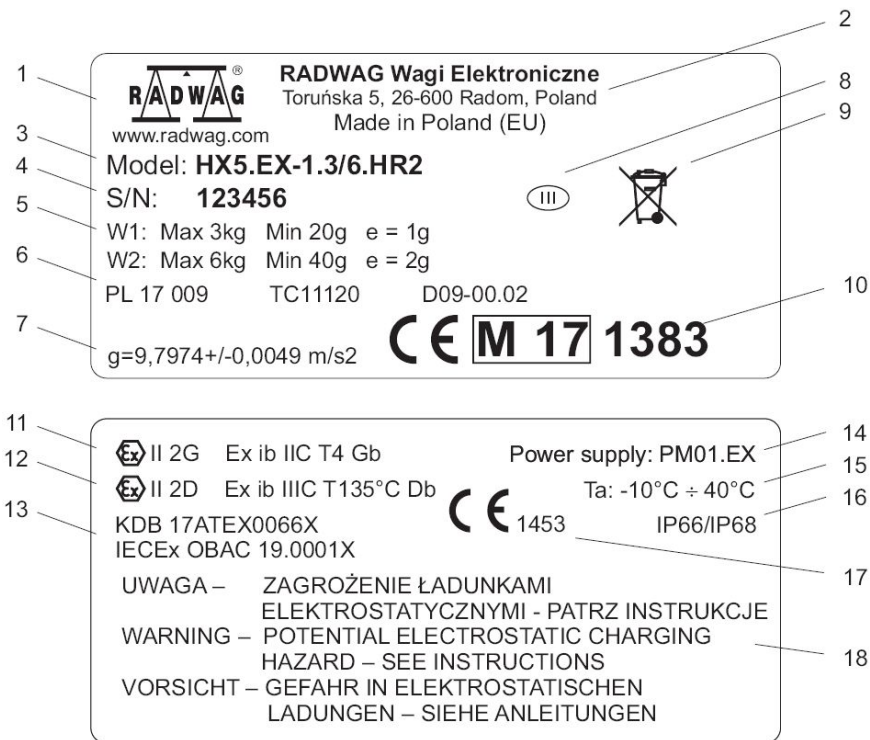 2
1
RADWAG®
RADWAG Wagi Elektroniczne
Toruńska 5, 26-600 Radom, Poland
8
www.radwag.com
Made in Poland (EU)
9
3
Model: HX5.EX-1.3/6.HR2
4
S/N: 123456
III
5
W1: Max 3kg Min 20g e = 1g
W2: Max 6kg Min 40g e = 2g
6
PL 17 009 TC11120 D09-00.02
10
7
g=9,7974+/-0,0049 m/s2
CE M 17 1383
11
Ex II 2G Ex ib IIC T4 Gb
Power supply: PM01.EX
14
12
Ex II 2D Ex ib IIIC T135°C Db
Ta: -10°C ÷ 40°C
15
13
KDB 17ATEX0066X
CE 1453
IP66/IP68
16
IECEx OBAC 19.0001X
17
UWAGA – ZAGROŻENIE ŁADUNKAMI
ELEKTROSTATYCZNYMI - PATRZ INSTRUKCJE
WARNING – POTENTIAL ELECTROSTATIC CHARGING
18
HAZARD – SEE INSTRUCTIONS
VORSICHT – GEFAHR IN ELEKTROSTATISCHEN
LADUNGEN – SIEHE ANLEITUNGEN